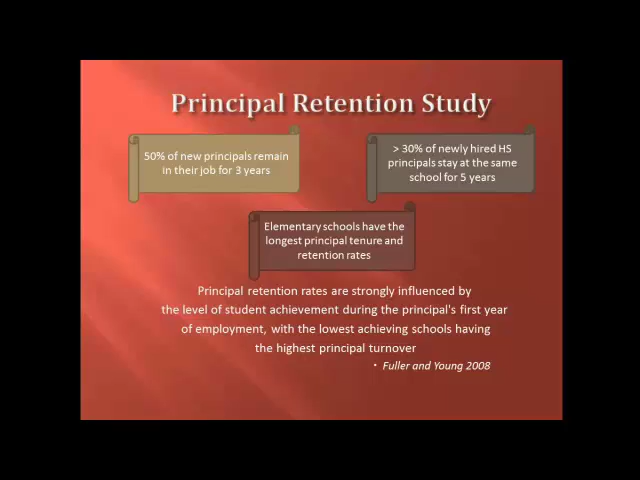 Principal Retention Study
50% of new principals remain
in their job for 3 years
> 30% of newly hired HS
principals stay at the same
school for 5 years
Elementary schools have the
longest principal tenure and
retention rates
Principal retention rates are strongly influenced by
the level of student achievement during the principal's first year
of employment, with the lowest achieving schools having
the highest principal turnover
• Fuller and Young 2008